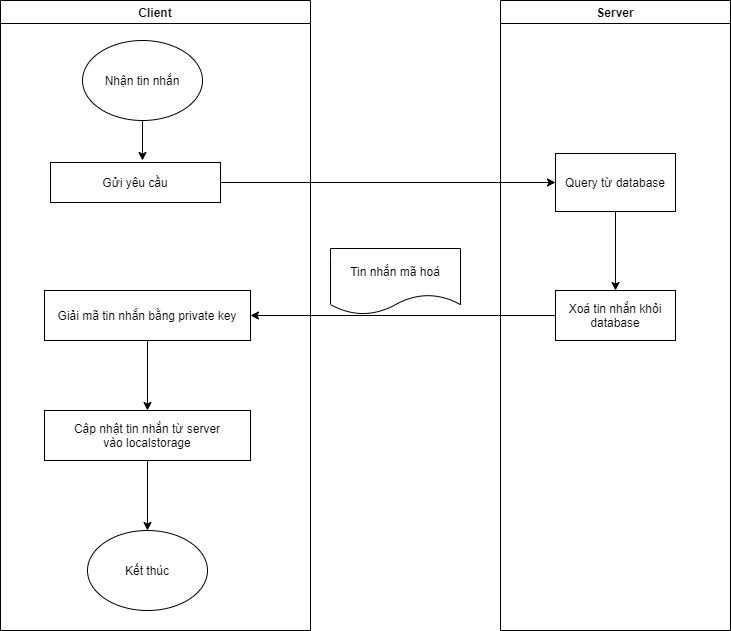 Client
Server
Nhận tin nhắn
Gửi yêu cầu
Query từ database
Tin nhắn mã hoá
Giải mã tin nhắn bằng private key
Xoá tin nhắn khỏi
database
Cập nhật tin nhắn từ server
vào localstorage
Kết thúc